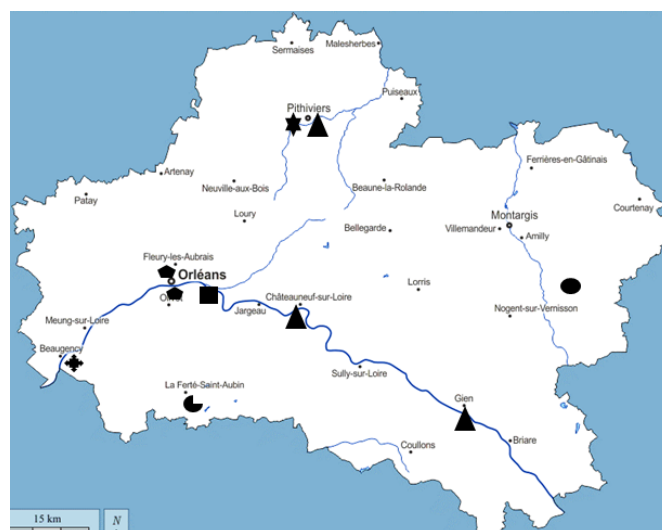 Malesherbes
Sermaises
Puiseaux
Pithiviers
Ferrières-en-Gâtinais
Artenay
Neuville-aux-Bois
Beaune-la-Rolande
Patay
Courtenay
Loury
Montargis
Bellegarde
Villemandeur
Amilly
Fleury-les-Aubrais
Orléans
Lorris
Châteauneuf-sur-Loire
Jargeau
Nogent-sur-Vernisson
Meung-sur-Loire
Beaugency
Sully-sur-Loire
La Ferté-Saint-Aubin
Gien
Briare
Coullons
15 km
N